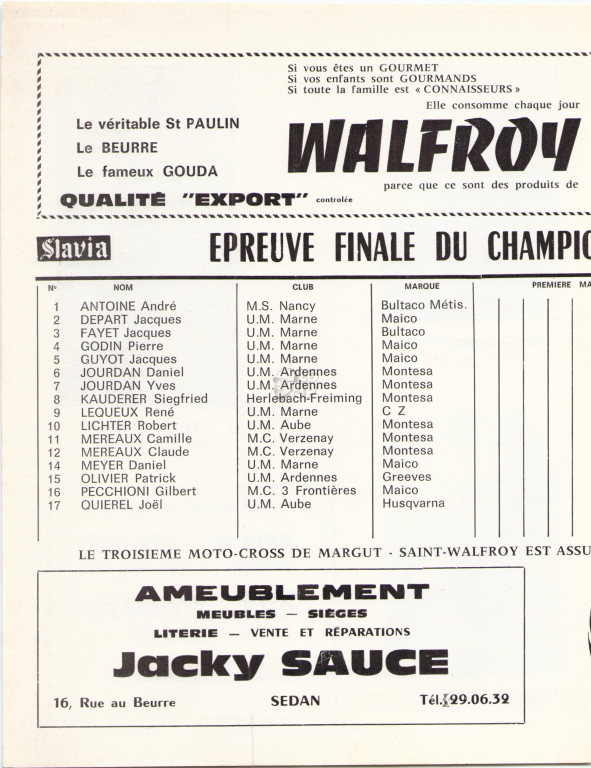 Si vous êtes un GOURMET
Si vos enfants sont GOURMANDS
Si toute la famille est « CONNAISSEURS »
Elle consomme chaque jour
Le véritable St PAULIN
Le BEURRE
Le fameux GOUDA
WALFROY
parce que ce sont des produits de
QUALITÉ "EXPORT" controlée
Slavia EPREUVE FINALE DU CHAMPIO
No NOM CLUB MARQUE PREMIERE MA
1 ANTOINE André M.S. Nancy Bultaco Métis.
2 DEPART Jacques U.M. Marne Maico
3 FAYET Jacques U.M. Marne Bultaco
4 GODIN Pierre U.M. Marne Maico
5 GUYOT Jacques U.M. Marne Maico
6 JOURDAN Daniel U.M. Ardennes Montesa
7 JOURDAN Yves U.M. Ardennes Montesa
8 KAUDERER Siegfried Herlebach-Freiming Montesa
9 LEQUEUX René U.M. Marne C Z
10 LICHTER Robert U.M. Aube Montesa
11 MEREAUX Camille M.C. Verzenay Montesa
12 MEREAUX Claude M.C. Verzenay Montesa
14 MEYER Daniel U.M. Marne Maico
15 OLIVIER Patrick U.M. Ardennes Greeves
16 PECCHIONI Gilbert M.C. 3 Frontières Maico
17 QUIEREL Joël U.M. Aube Husqvarna
LE TROISIEME MOTO-CROSS DE MARGUT - SAINT-WALFROY EST ASSU
AMEUBLEMENT
MEUBLES — SIÈGES
LITERIE — VENTE ET RÉPARATIONS
Jacky SAUCE
16, Rue au Beurre SEDAN Tél. 29.06.32